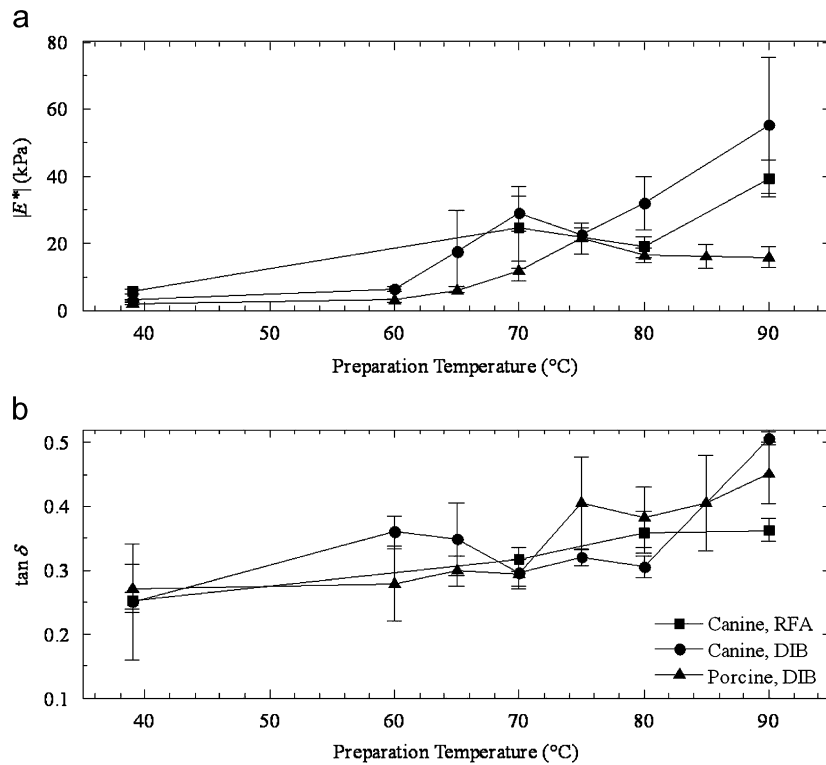 a
80
60
40
20
0
|E*| (kPa)
40 50 60 70 80 90
Preparation Temperature (°C)
b
0.5
0.4
0.3
0.2
0.1
tan δ
Canine, RFA
Canine, DIB
Porcine, DIB
40 50 60 70 80 90
Preparation Temperature (°C)